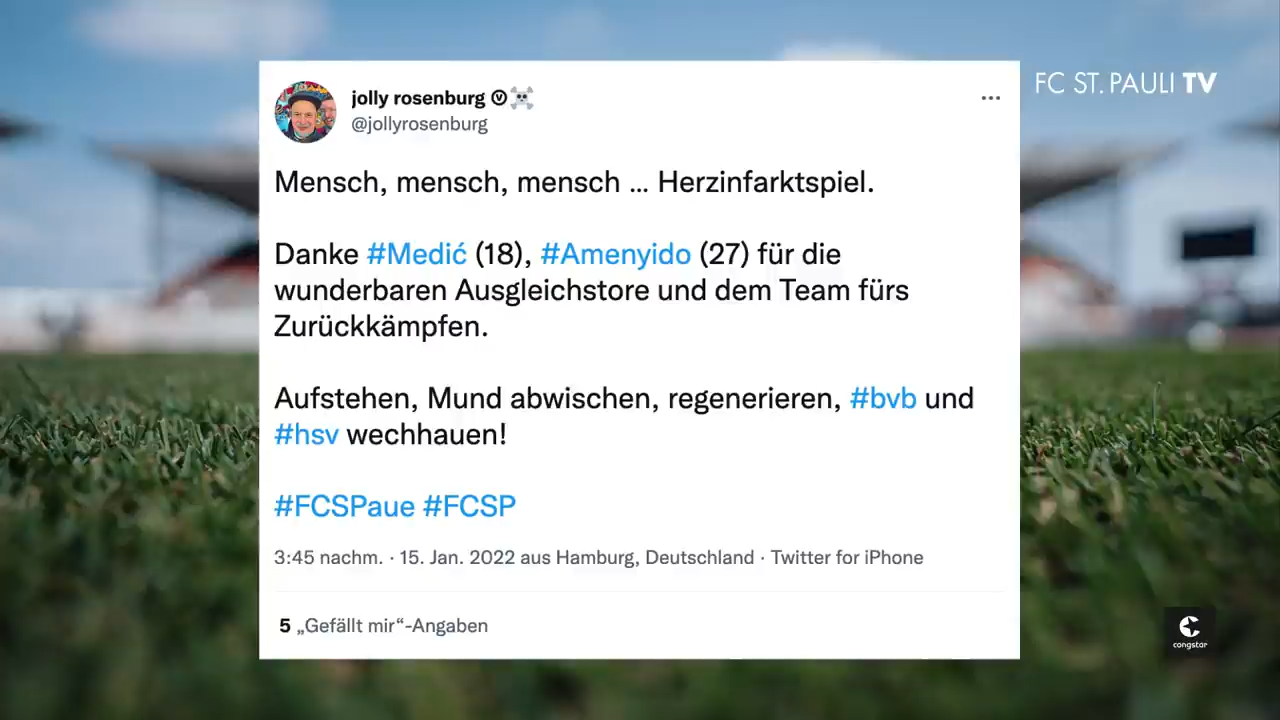 FC ST. PAULI TV
jolly rosenburg Ⓥ☠️
@jollyrosenburg
Mensch, mensch, mensch ... Herzinfarktspiel.
Danke #Medić (18), #Amenyido (27) für die
wunderbaren Ausgleichstore und dem Team fürs
Zurückkämpfen.
Aufstehen, Mund abwischen, regenerieren, #bvb und
#hsv wechhauen!
#FCSPaue #FCSP
3:45 nachm. · 15. Jan. 2022 aus Hamburg, Deutschland · Twitter for iPhone
5 „Gefällt mir“-Angaben
congstar